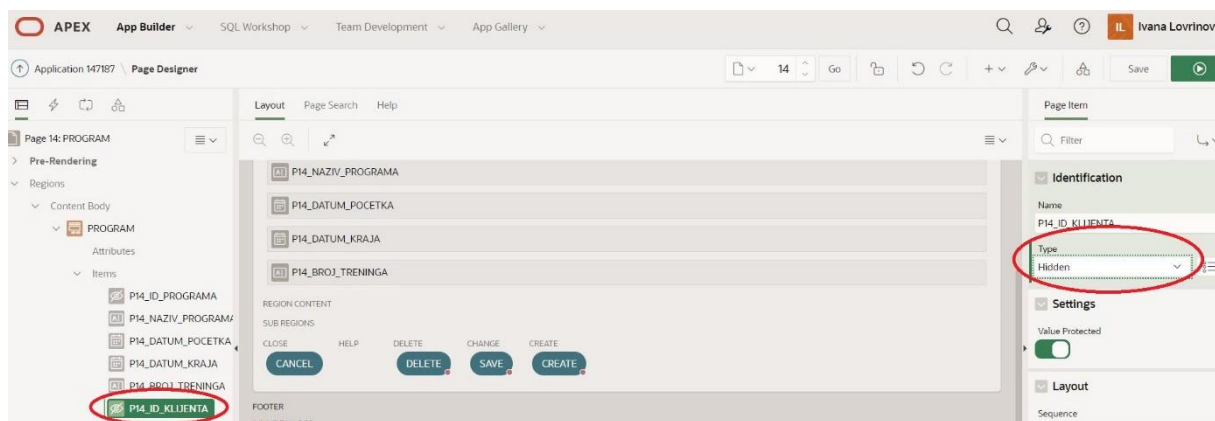 APEX App Builder SQL Workshop Team Development App Gallery IL Ivana Lovrinov
Application 147187 \ Page Designer 14 Go Save
Layout Page Search Help Page Item
Page 14: PROGRAM Filter
Pre-Rendering
Regions
Content Body
PROGRAM
Attributes
Items
P14_ID_PROGRAMA
P14_NAZIV_PROGRAMA
P14_DATUM_POCETKA
P14_DATUM_KRAJA
P14_BROJ_TRENINGA
P14_ID_KLIJENTA
P14_NAZIV_PROGRAMA
P14_DATUM_POCETKA
P14_DATUM_KRAJA
P14_BROJ_TRENINGA
REGION CONTENT
SUB REGIONS
CLOSE HELP DELETE CHANGE CREATE
CANCEL DELETE SAVE CREATE
FOOTER
Identification
Name
P14_ID_KLIJENTA
Type
Hidden
Settings
Value Protected
Layout
Sequence